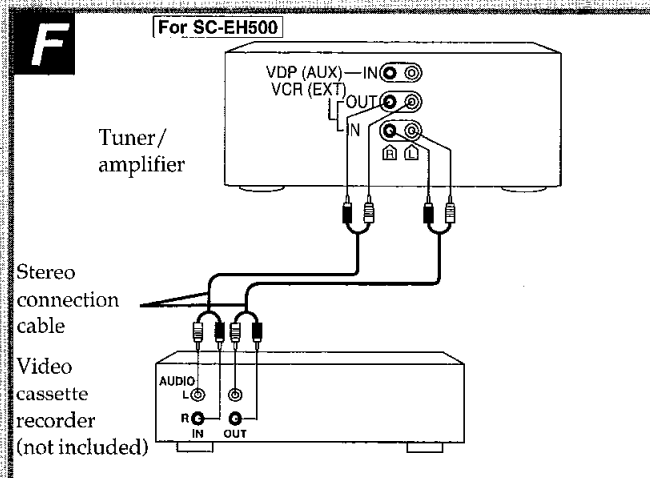 F
For SC-EH500
VDP (AUX) IN
VCR (EXT)
OUT
IN
R L
Tuner/
amplifier
Stereo
connection
cable
Video
cassette
recorder
(not included)
AUDIO
L
R
IN OUT